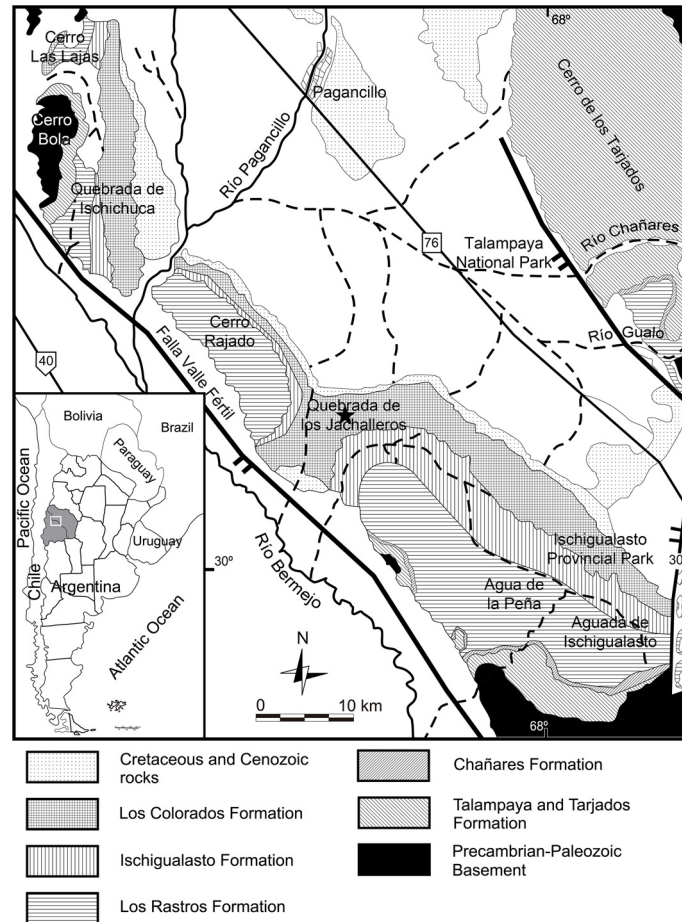 68º
Cerro
Las Lajas
Cerro
Bola
Pagancillo
Río Pagancillo
Cerro de los Tarjados
Quebrada de
Ischichuca
76
Talampaya
National Park
Río Chañares
Cerro
Rajado
Río Gualo
40
Falla Valle Fértil
Quebrada de
los Jachalleros
Bolivia
Brazil
Paraguay
Pacific Ocean
Uruguay
Chile
Argentina
Atlantic Ocean
30º
Río Bermejo
Ischigualasto
Provincial Park
30
Agua de
la Peña
Aguada de
Ischigualasto
N
0 10 km
68º
Cretaceous and Cenozoic
rocks
Los Colorados Formation
Ischigualasto Formation
Los Rastros Formation
Chañares Formation
Talampaya and Tarjados
Formation
Precambrian-Paleozoic
Basement